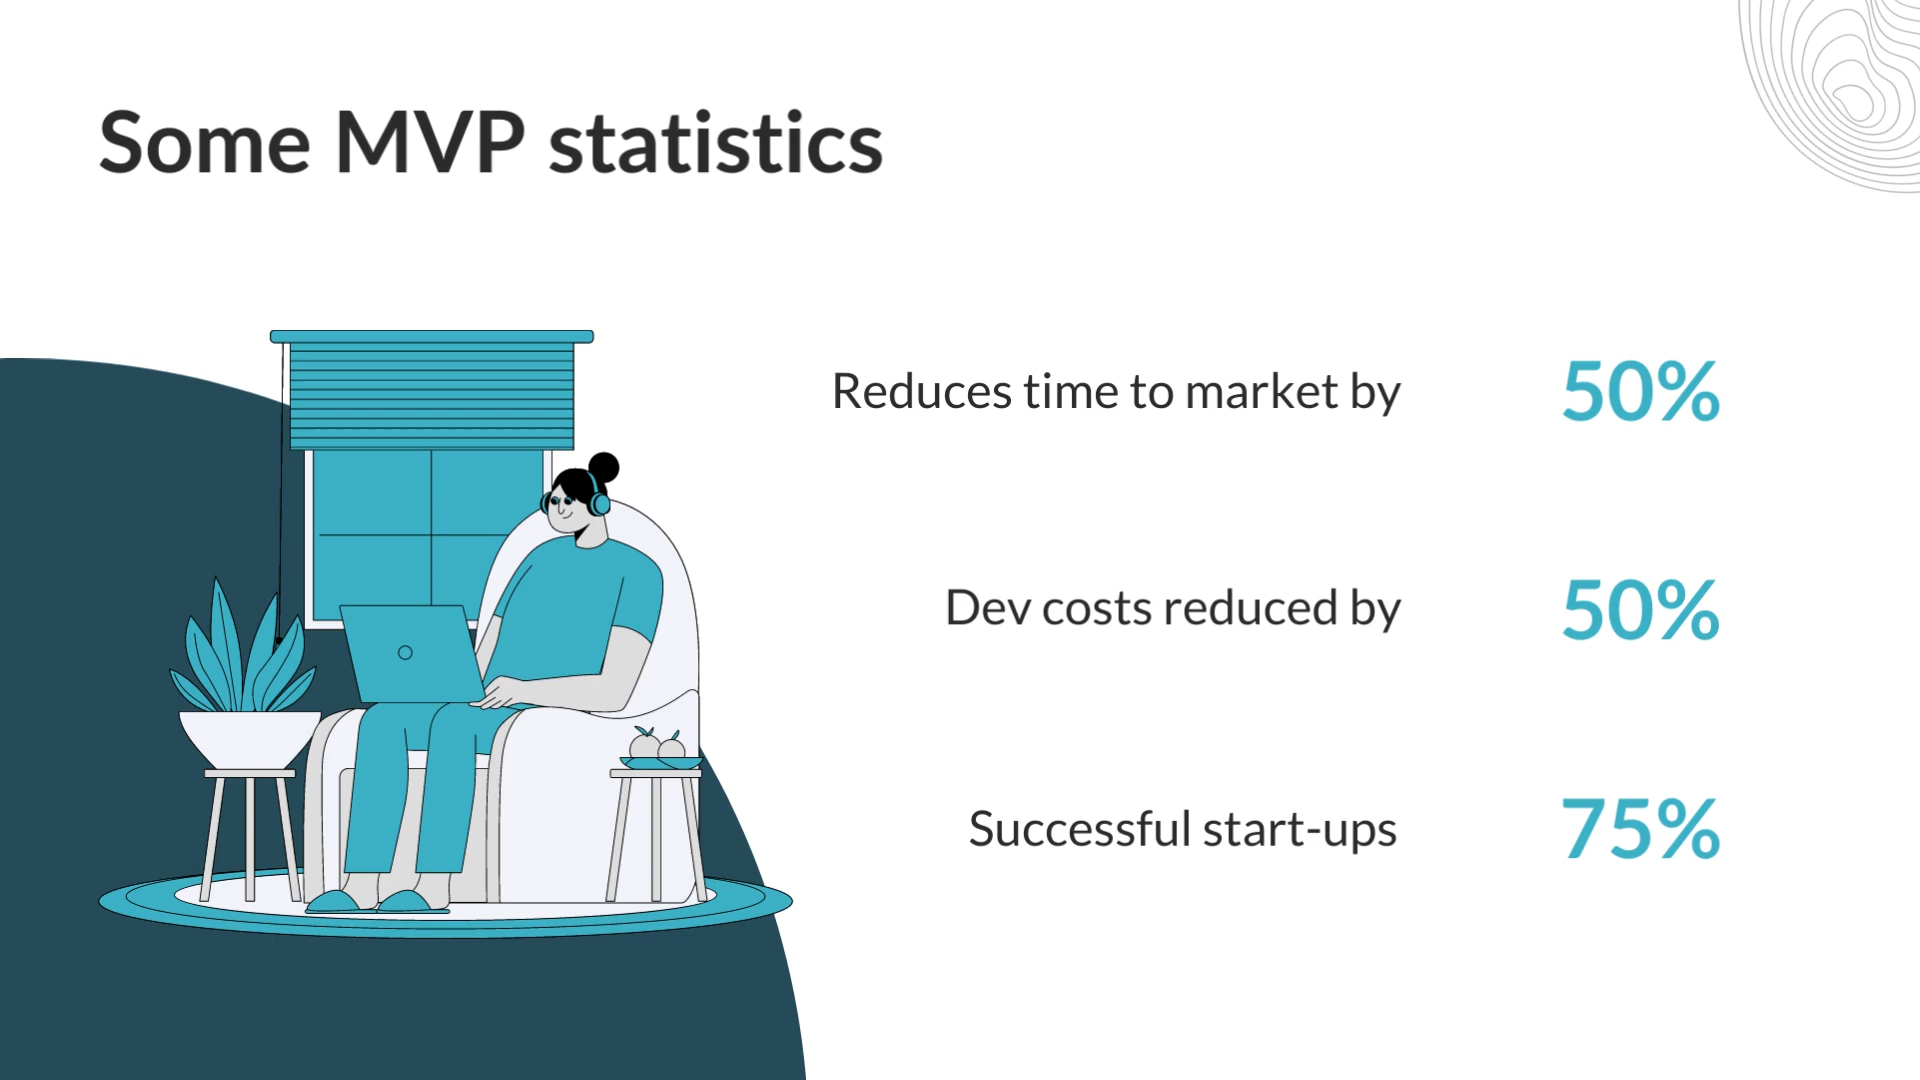 Some MVP statistics
Reduces time to market by 50%
Dev costs reduced by 50%
Successful start-ups 75%